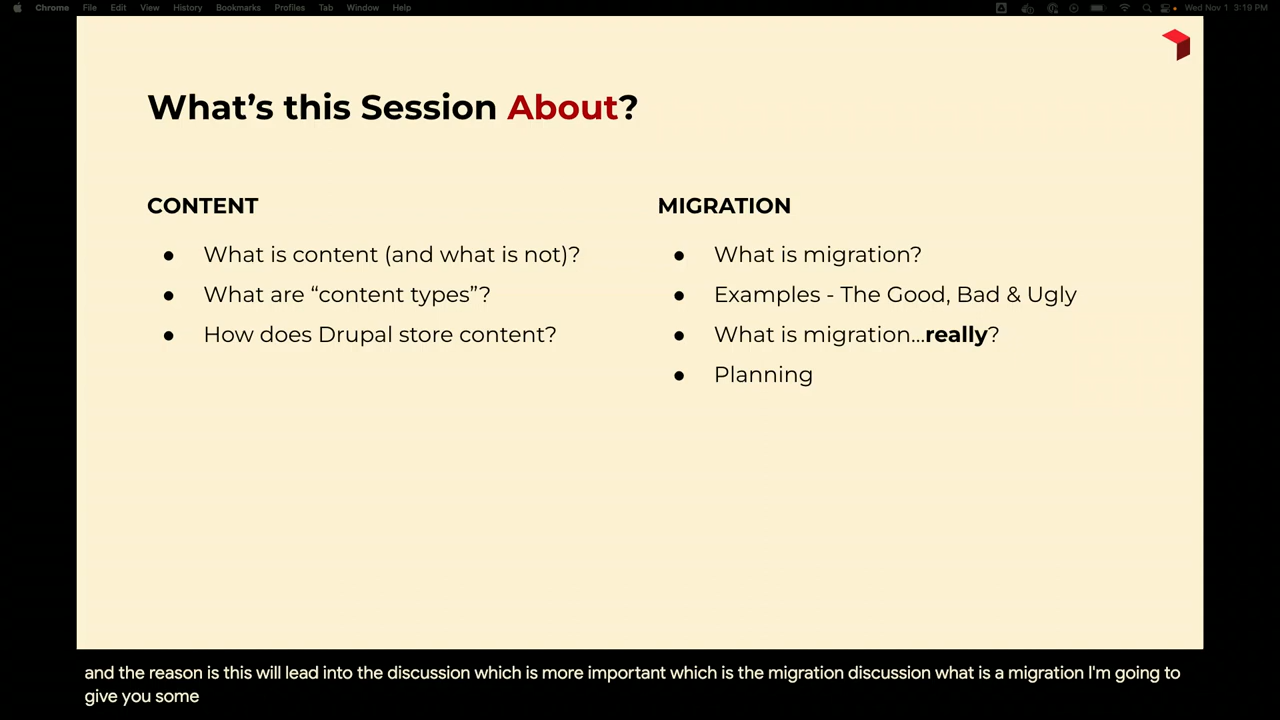 Chrome File Edit View History Bookmarks Profiles Tab Window Help Wed Nov 1 3:19 PM
What's this Session About?
CONTENT
● What is content (and what is not)?
● What are “content types”?
● How does Drupal store content?
MIGRATION
● What is migration?
● Examples - The Good, Bad & Ugly
● What is migration...really?
● Planning
and the reason is this will lead into the discussion which is more important which is the migration discussion what is a migration I'm going to
give you some